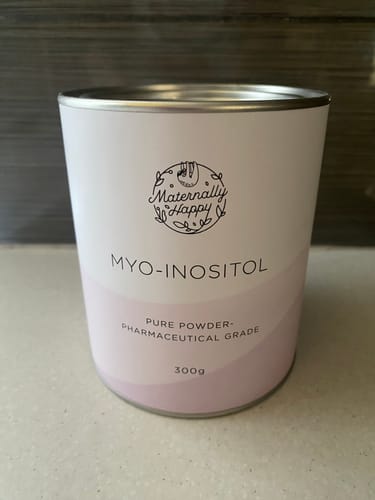 Maternally
Happy
MYO-INOSITOL
PURE POWDER-
PHARMACEUTICAL GRADE
300g